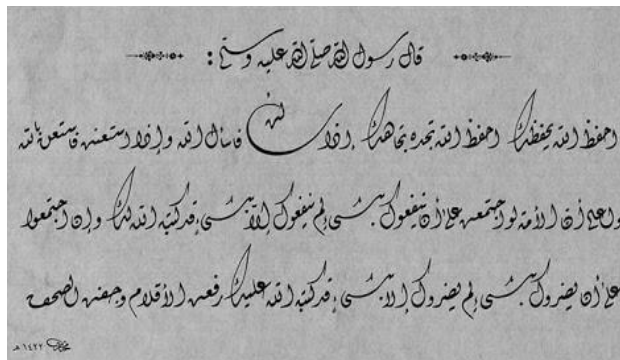 قال رسول الله صلى الله عليه وسلم :
احفظ الله يحفظك احفظ الله تجده تجاهك إذا سألت فاسأل الله وإذا استعنت فاستعن بالله
واعلم أن الأمة لو اجتمعت على أن ينفعوك بشيء لم ينفعوك إلا بشيء قد كتبه الله لك وإن اجتمعوا
على أن يضروك بشيء لم يضروك إلا بشيء قد كتبه الله عليك رفعت الأقلام وجفت الصحف
١٤٢٢ هـ